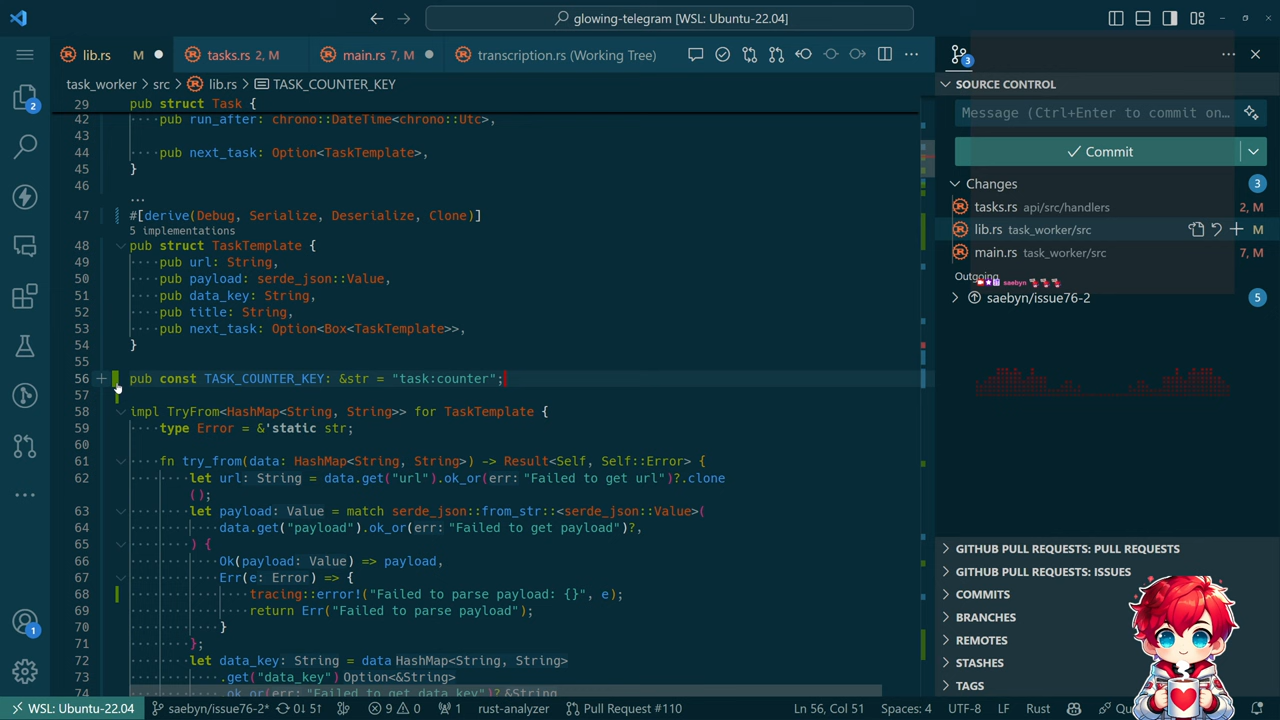 glowing-telegram [WSL: Ubuntu-22.04]
lib.rs M
tasks.rs 2, M
main.rs 7, M
transcription.rs (Working Tree)
task_worker > src > lib.rs > TASK_COUNTER_KEY
29 pub struct Task {
42 pub run_after: chrono::DateTime<chrono::Utc>,
43
44 pub next_task: Option<TaskTemplate>,
45 }
46
...
47 #[derive(Debug, Serialize, Deserialize, Clone)]
5 implementations
48 pub struct TaskTemplate {
49 pub url: String,
50 pub payload: serde_json::Value,
51 pub data_key: String,
52 pub title: String,
53 pub next_task: Option<Box<TaskTemplate>>,
54 }
55
56 pub const TASK_COUNTER_KEY: &str = "task:counter";
57
58 impl TryFrom<HashMap<String, String>> for TaskTemplate {
59 type Error = &'static str;
60
61 fn try_from(data: HashMap<String, String>) -> Result<Self, Self::Error> {
62 let url: String = data.get("url").ok_or(err: "Failed to get url")?.clone
();
63 let payload: Value = match serde_json::from_str::<serde_json::Value>(
64 data.get("payload").ok_or(err: "Failed to get payload")?,
65 ) {
66 Ok(payload: Value) => payload,
67 Err(e: Error) => {
68 tracing::error!("Failed to parse payload: {}", e);
69 return Err("Failed to parse payload");
70 }
71 };
72 let data_key: String = data HashMap<String, String>
73 .get("data_key") Option<&String>
74 .ok_or(err: "Failed to get data_key")? &String
SOURCE CONTROL
Message (Ctrl+Enter to commit on...
Commit
Changes 3
tasks.rs api/src/handlers 2, M
lib.rs task_worker/src M
main.rs task_worker/src 7, M
Outgoing
saebyn
saebyn/issue76-2 5
GITHUB PULL REQUESTS: PULL REQUESTS
GITHUB PULL REQUESTS: ISSUES
COMMITS
BRANCHES
REMOTES
STASHES
TAGS
WSL: Ubuntu-22.04 saebyn/issue76-2* 0↓ 5↑ 9 0 1 rust-analyzer Pull Request #110 Ln 56, Col 51 Spaces: 4 UTF-8 LF Rust